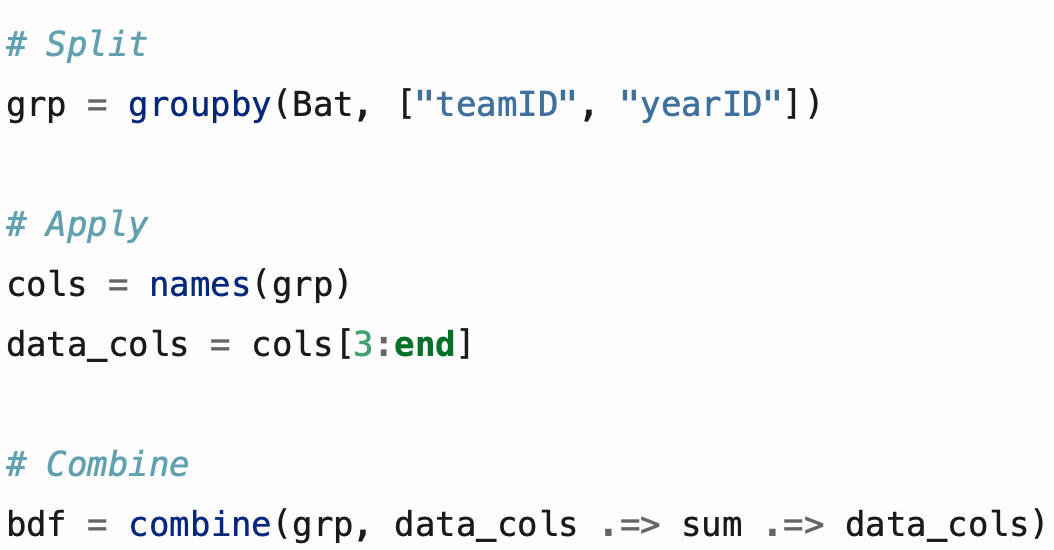 # Split
grp = groupby(Bat, ["teamID", "yearID"])
# Apply
cols = names(grp)
data_cols = cols[3:end]
# Combine
bdf = combine(grp, data_cols .=> sum .=> data_cols)